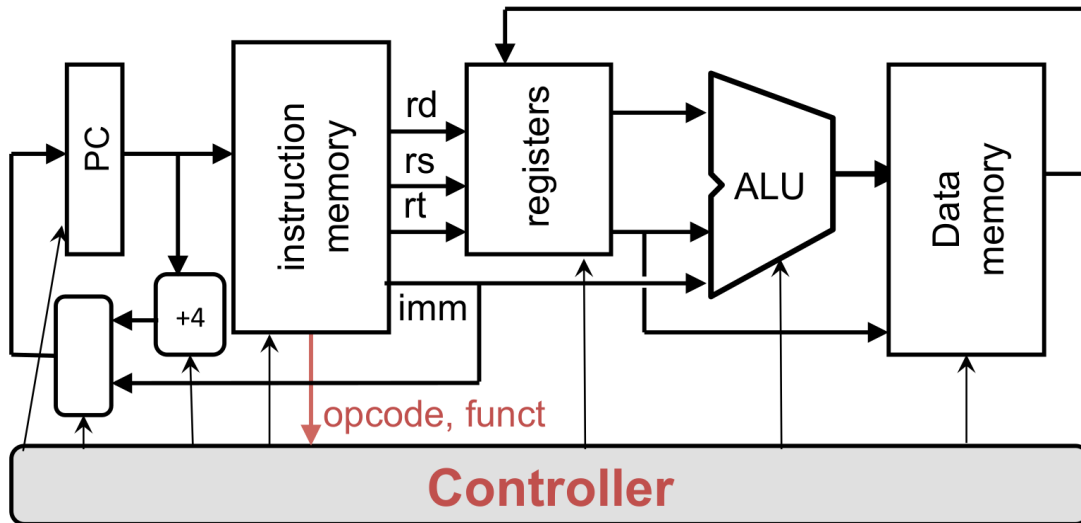 PC
+4
instruction
memory
rd
rs
rt
imm
registers
ALU
Data
memory
opcode, funct
Controller